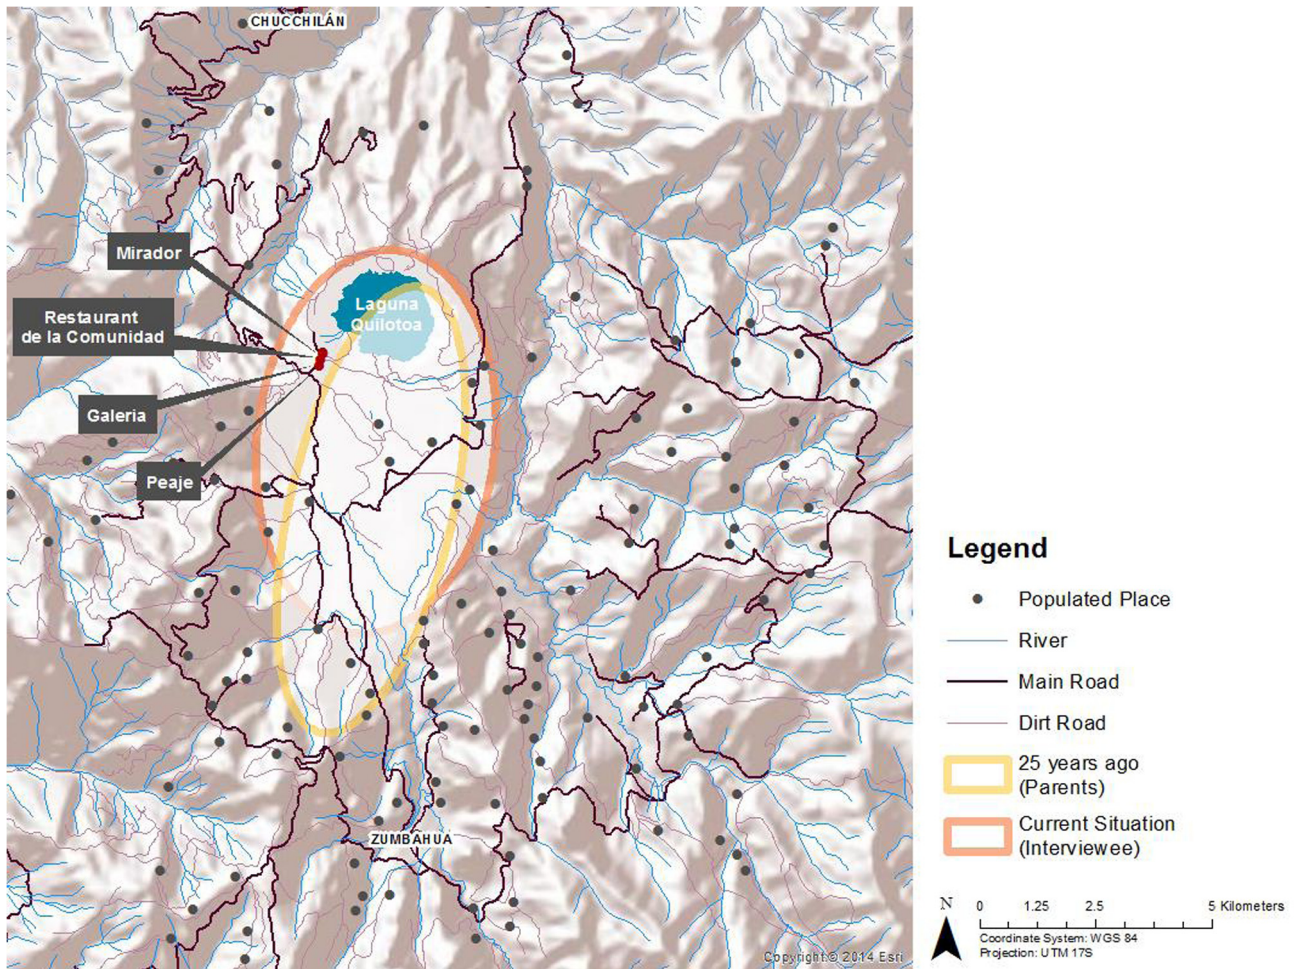 CHUCCHILÁN
Mirador
Restaurant
de la Comunidad
Galeria
Peaje
Laguna
Quilotoa
ZUMBAHUA
Copyright:© 2014 Esri
Legend
Populated Place
River
Main Road
Dirt Road
25 years ago
(Parents)
Current Situation
(Interviewee)
N
0 1.25 2.5 5 Kilometers
Coordinate System: WGS 84
Projection: UTM 17S